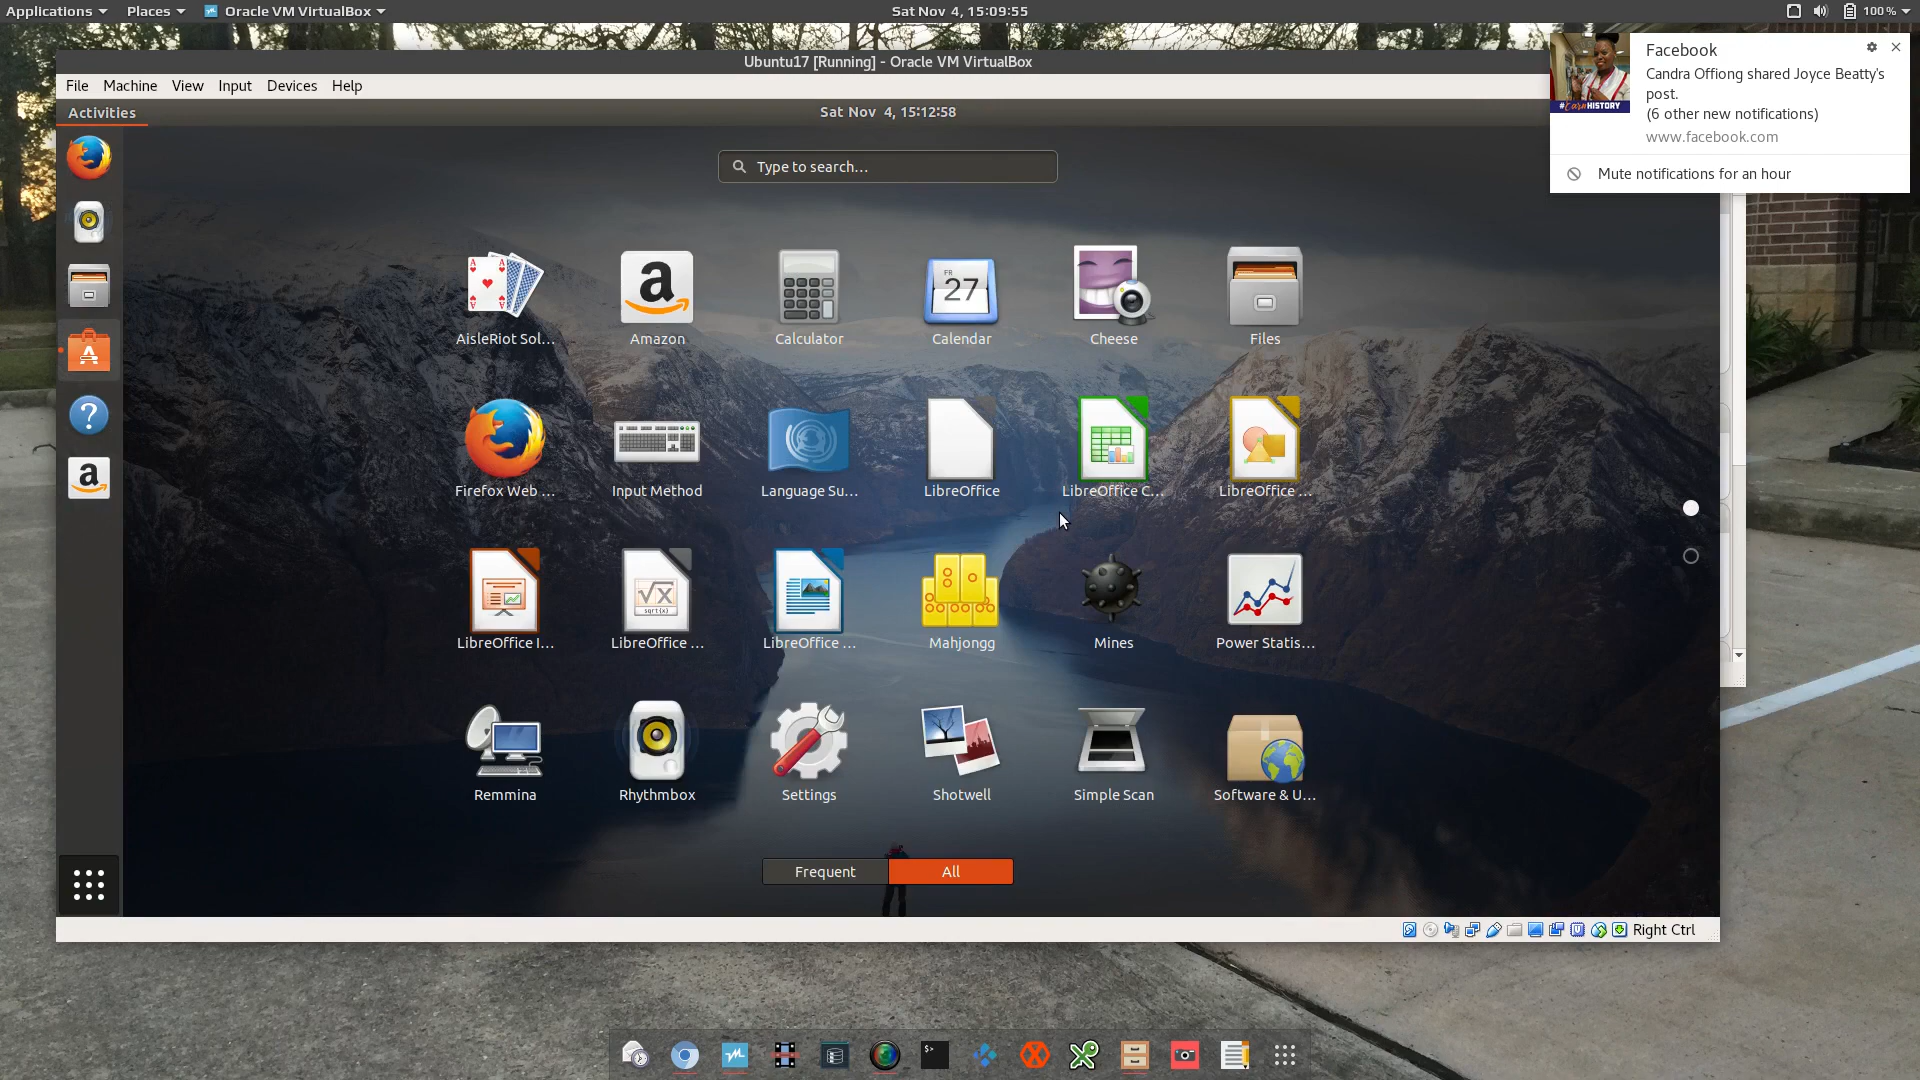 Applications Places Oracle VM VirtualBox Sat Nov 4, 15:09:55 100%
Ubuntu17 [Running] - Oracle VM VirtualBox
File Machine View Input Devices Help
Activities Sat Nov 4, 15:12:58
Type to search...
Facebook
Candra Offiong shared Joyce Beatty's
post.
(6 other new notifications)
www.facebook.com
Mute notifications for an hour
#CarnHISTORY
AisleRiot Sol... Amazon Calculator Calendar Cheese Files
FR
27
Firefox Web ... Input Method Language Su... LibreOffice LibreOffice C... LibreOffice ...
LibreOffice I... LibreOffice ... LibreOffice ... Mahjongg Mines Power Statis...
√x
sqrt{x}
Remmina Rhythmbox Settings Shotwell Simple Scan Software & U...
Frequent All
Right Ctrl